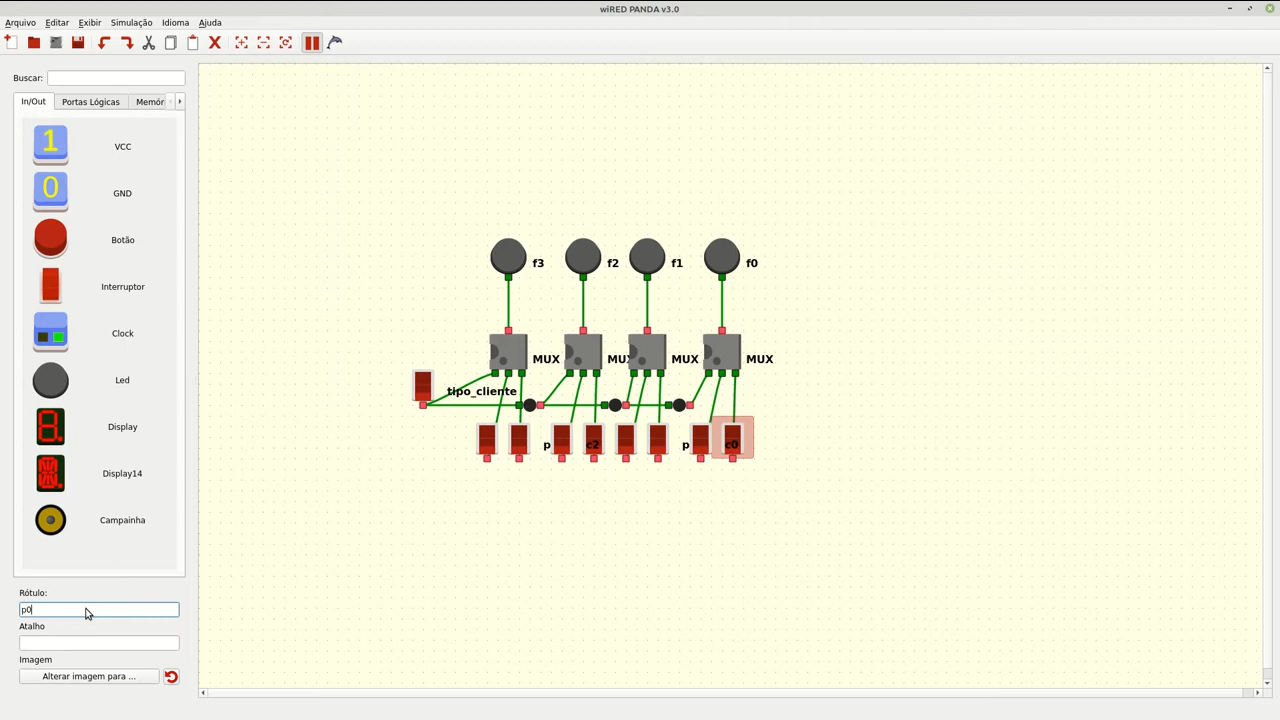 wiRED PANDA v3.0
Arquivo Editar Exibir Simulação Idioma Ajuda
Buscar:
In/Out Portas Lógicas Memór
1 VCC
0 GND
Botão
Interruptor
Clock
Led
Display
Display14
Campainha
Rótulo:
p0
Atalho
Imagem
Alterar imagem para ...
f3 f2 f1 f0
MUX MUX MUX MUX
tipo_cliente
p c2 p c0